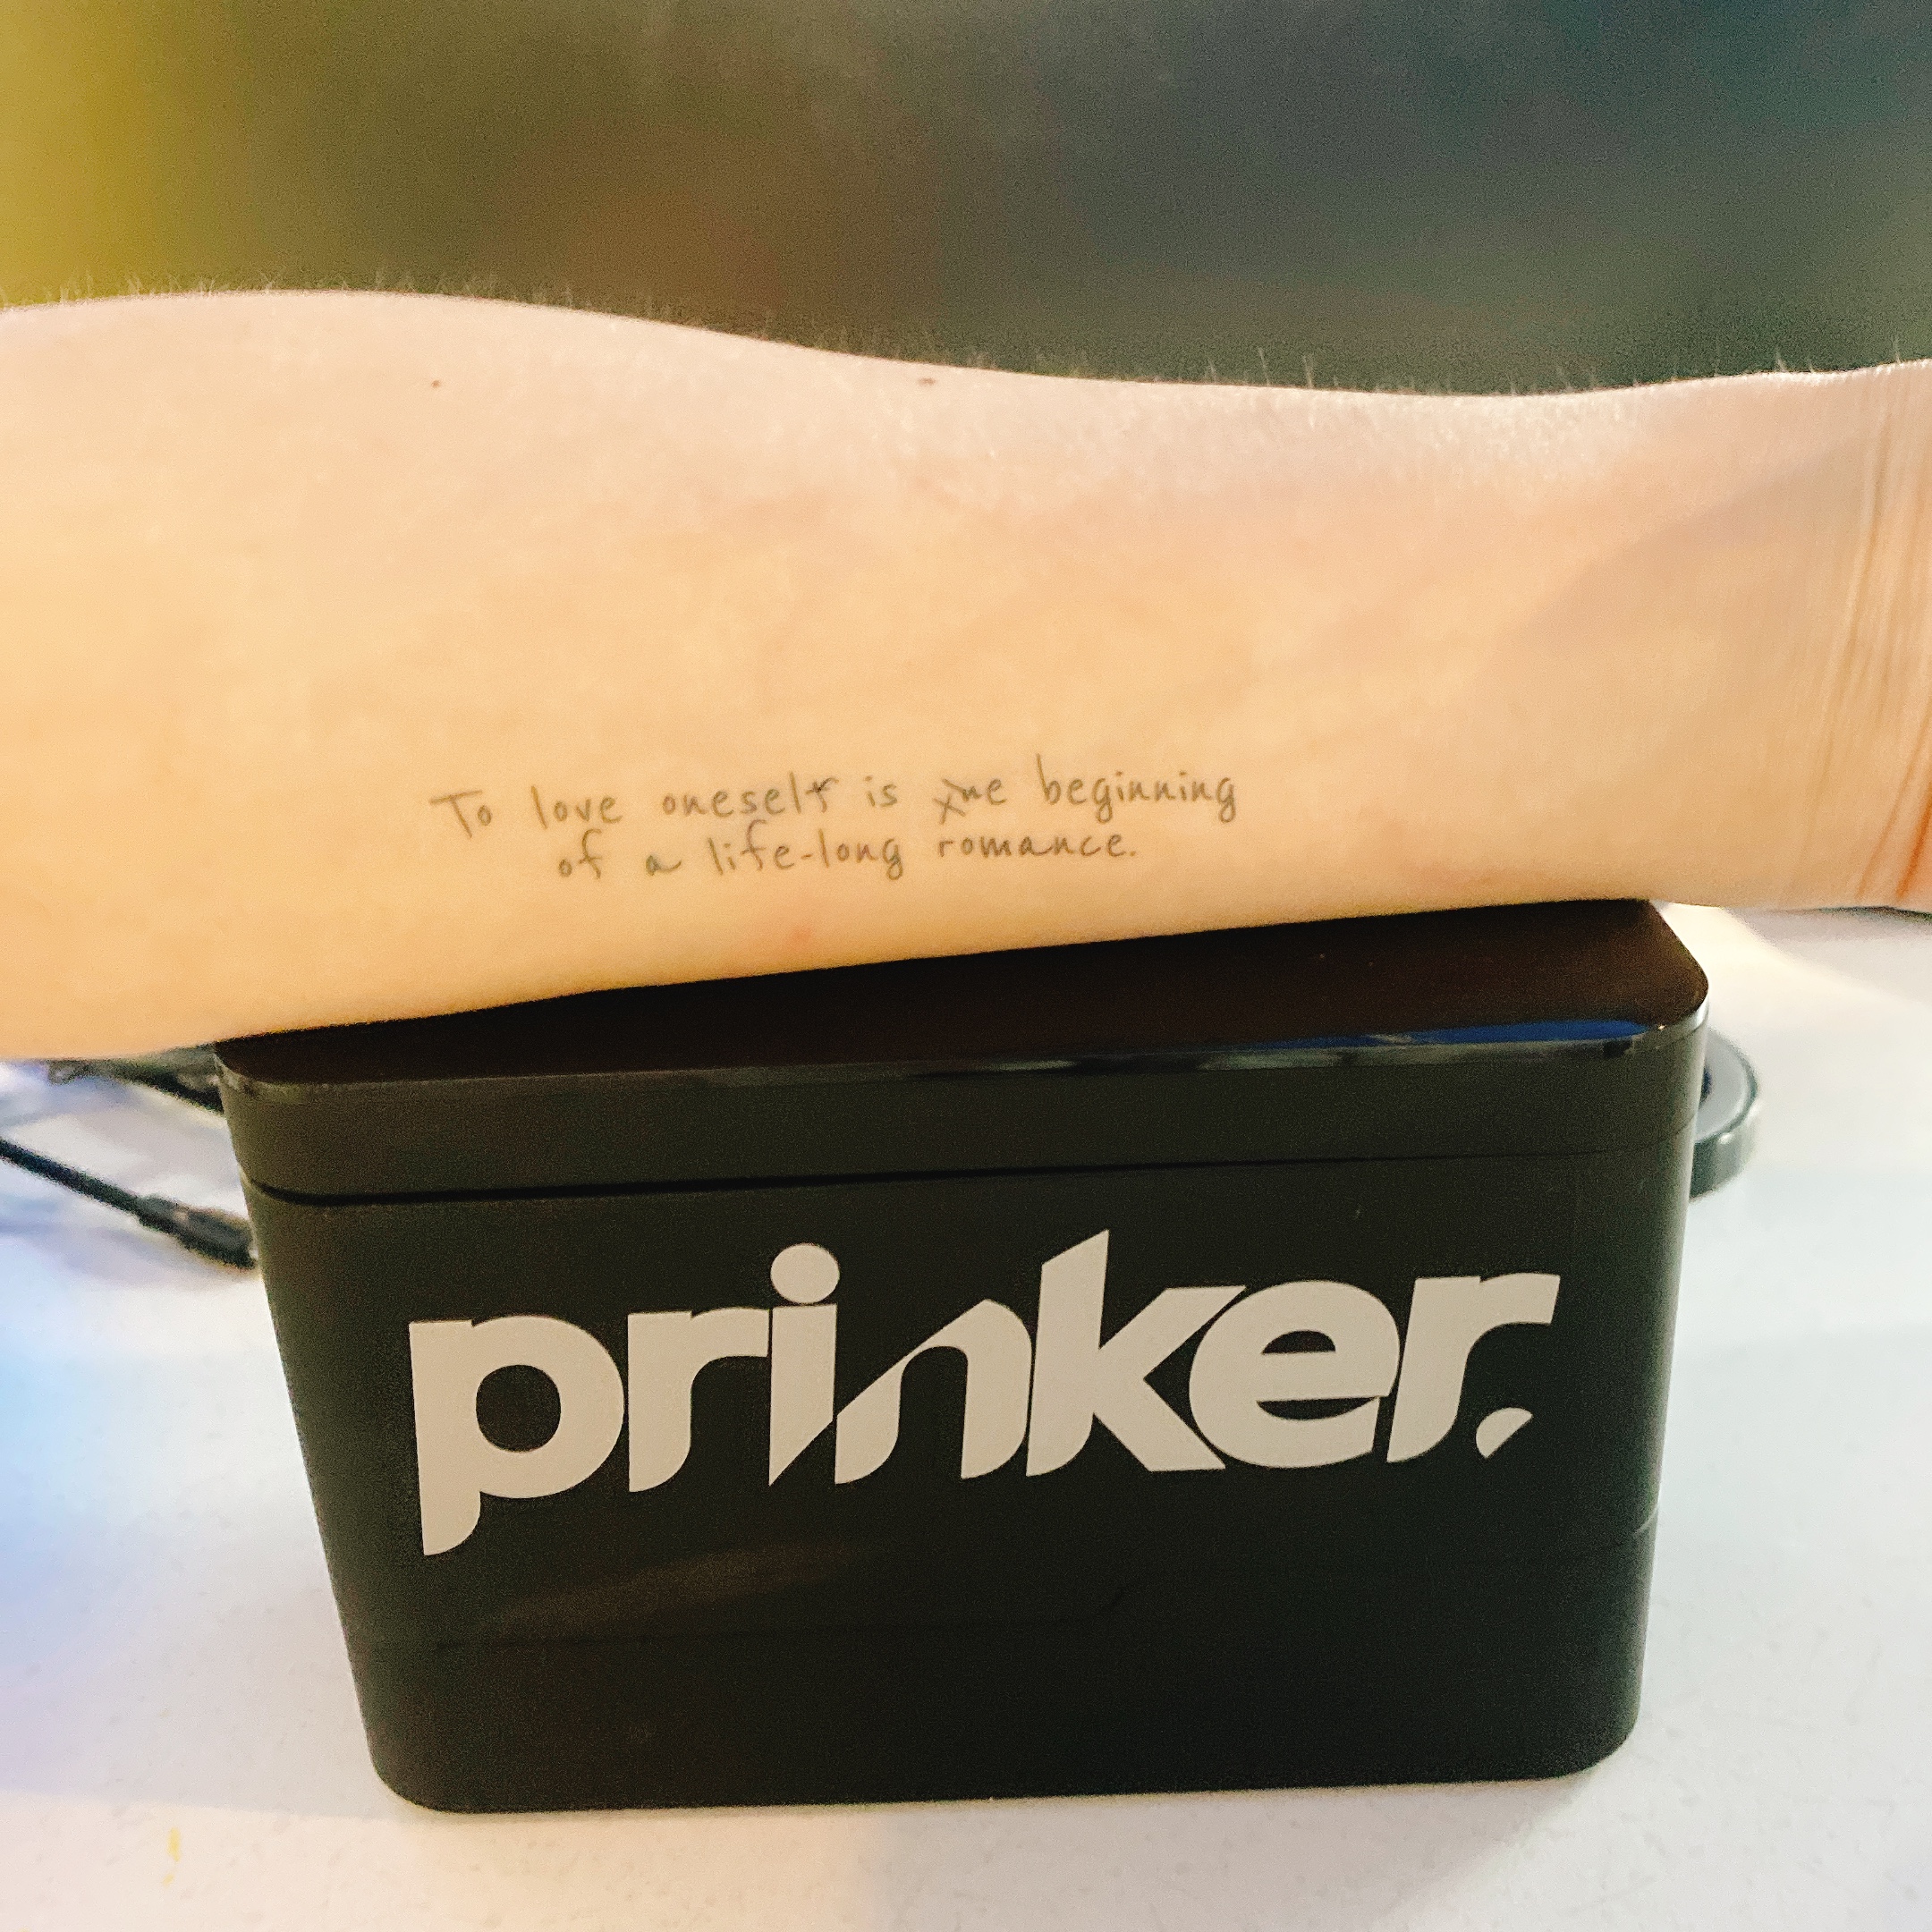 To love oneself is the beginning
of a life-long romance.
prinker.